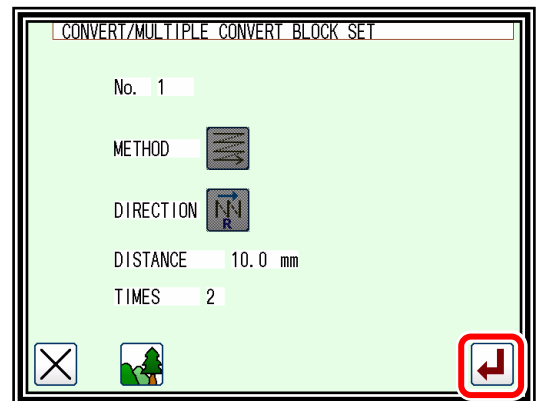 CONVERT/MULTIPLE CONVERT BLOCK SET
No. 1
METHOD
DIRECTION R
DISTANCE 10.0 mm
TIMES 2